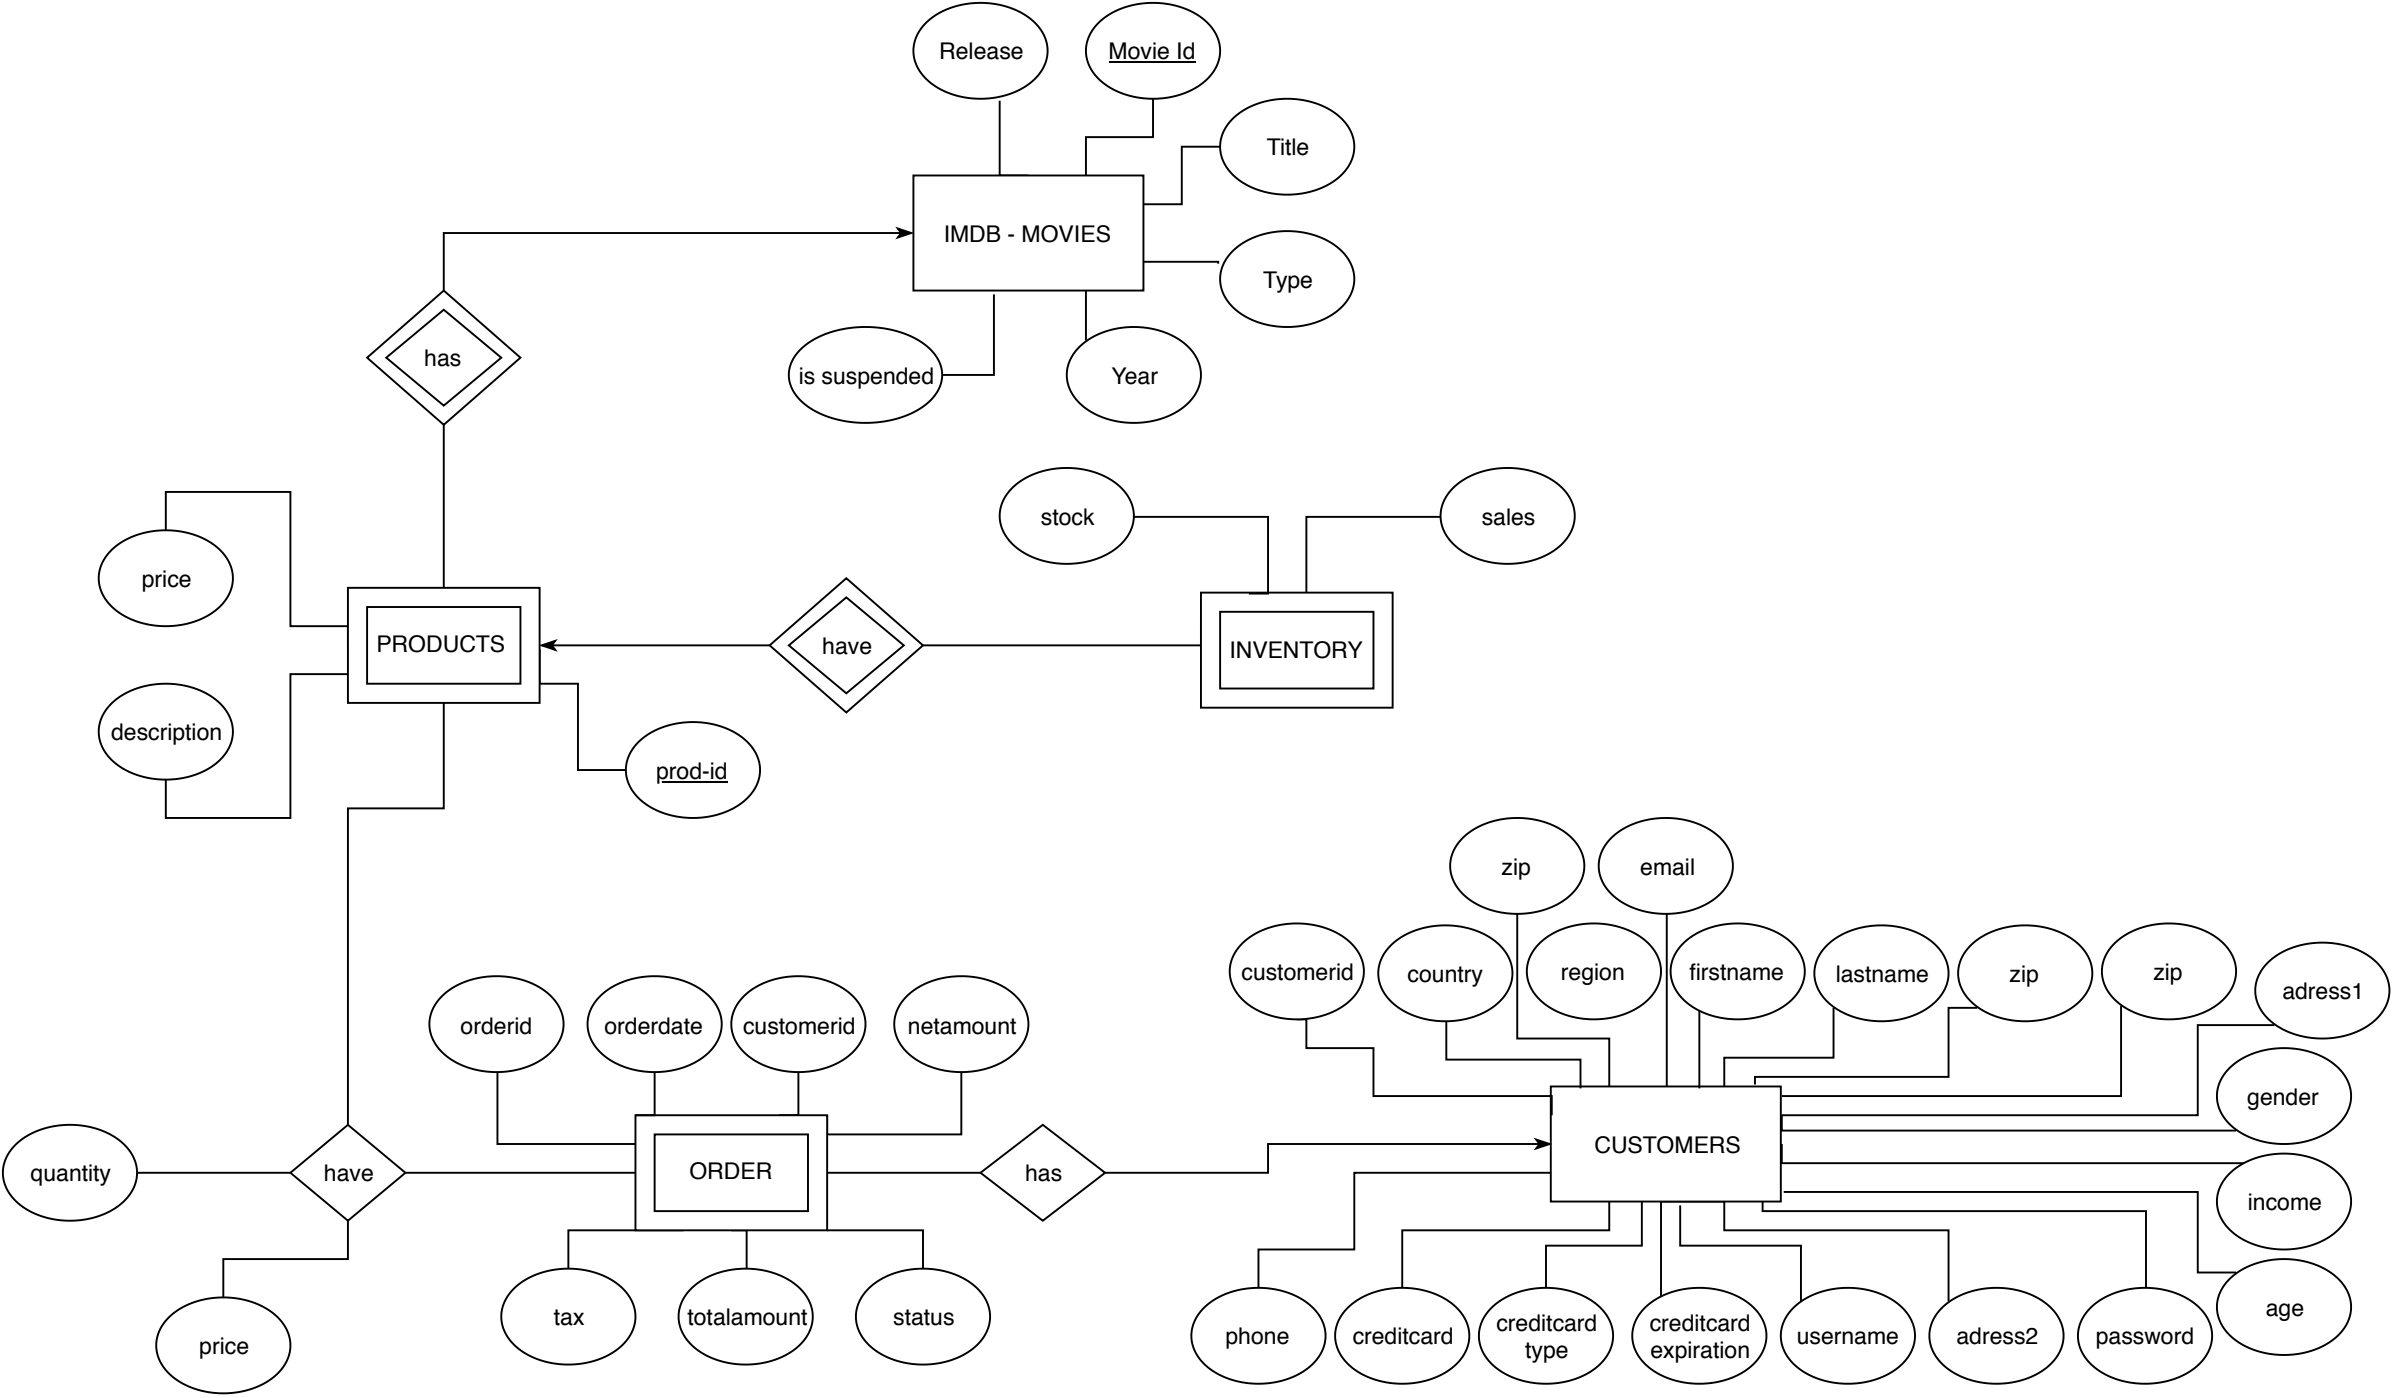 Release
Movie Id
Title
IMDB - MOVIES
Type
has
is suspended
Year
stock
sales
price
PRODUCTS
have
INVENTORY
description
prod-id
zip
email
customerid
country
region
firstname
lastname
zip
zip
adress1
orderid
orderdate
customerid
netamount
gender
quantity
have
ORDER
has
CUSTOMERS
income
tax
totalamount
status
price
phone
creditcard
creditcard
type
creditcard
expiration
username
adress2
password
age